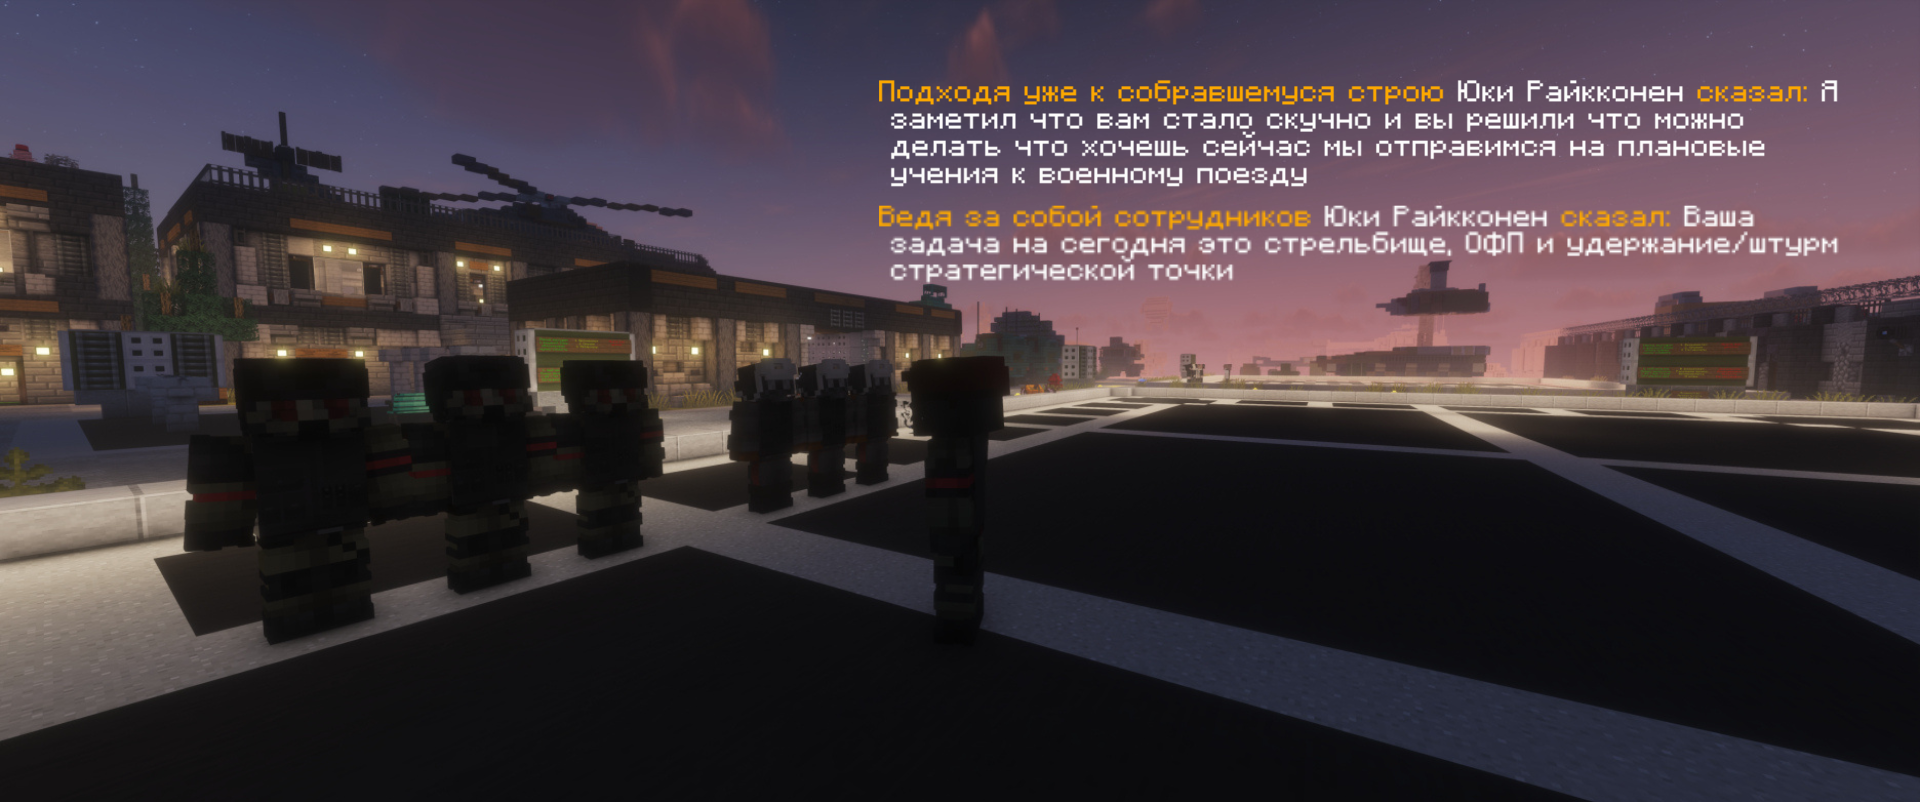 Подходя уже к собравшемуся строю Юки Райкконен сказал: Я
заметил что вам стало скучно и вы решили что можно
делать что хочешь сейчас мы отправимся на плановые
учения к военному поезду
Ведя за собой сотрудников Юки Райкконен сказал: Ваша
задача на сегодня это стрельбище, ОФП и удержание/штурм
стратегической точки